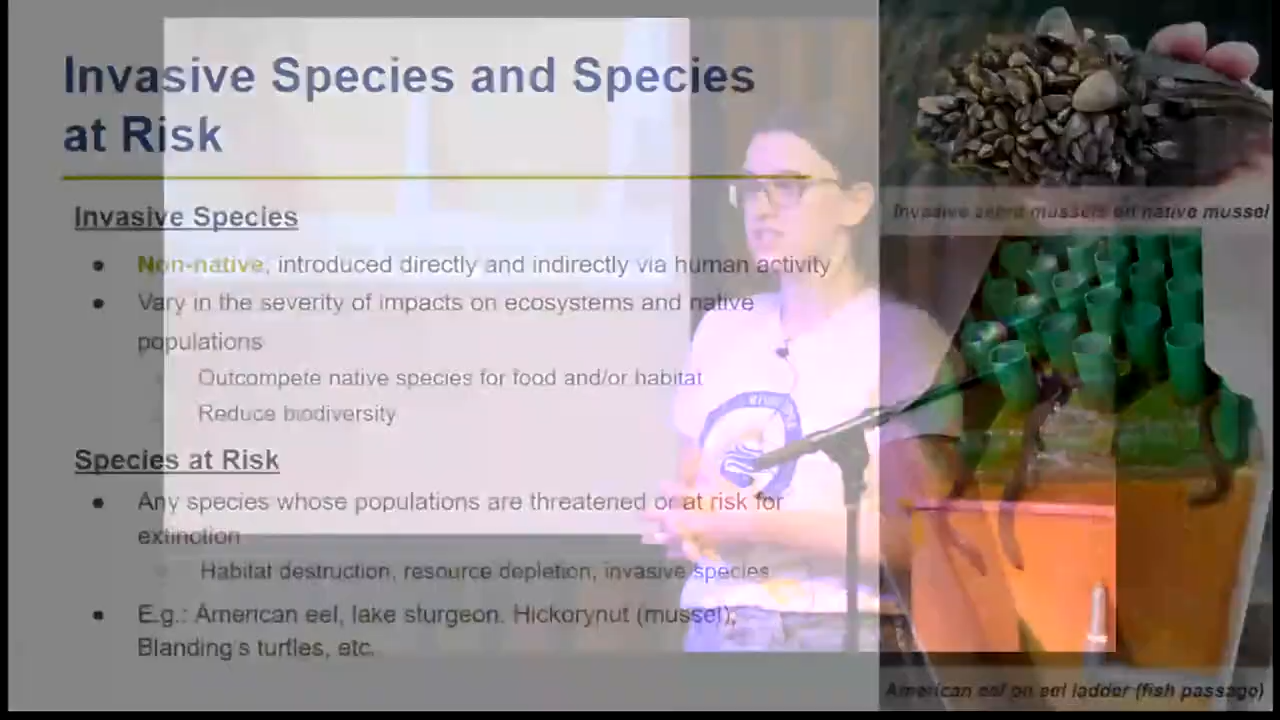 Invasive Species and Species
at Risk
Invasive Species
Non-native, introduced directly and indirectly via human activity
Vary in the severity of impacts on ecosystems and native
populations
Outcompete native species for food and/or habitat
Reduce biodiversity
Species at Risk
Any species whose populations are threatened or at risk for
extinction
Habitat destruction, resource depletion, invasive species
E.g.: American eel, lake sturgeon. Hickorynut (mussel),
Blanding's turtles, etc.
Invasive zebra mussels on native mussel
American eel on eel ladder (fish passage)